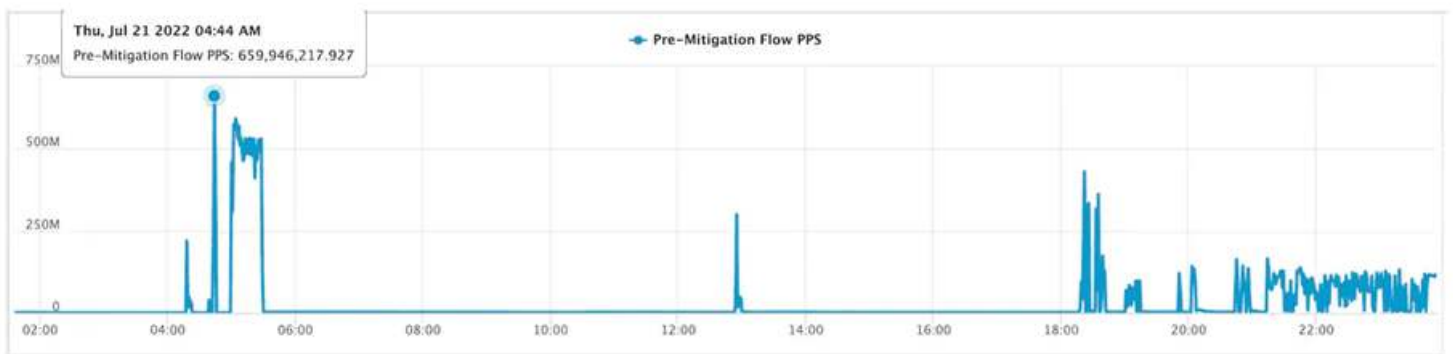 Thu, Jul 21 2022 04:44 AM
Pre-Mitigation Flow PPS: 659,946,217.927
Pre-Mitigation Flow PPS
750M
500M
250M
0
02:00 04:00 06:00 08:00 10:00 12:00 14:00 16:00 18:00 20:00 22:00